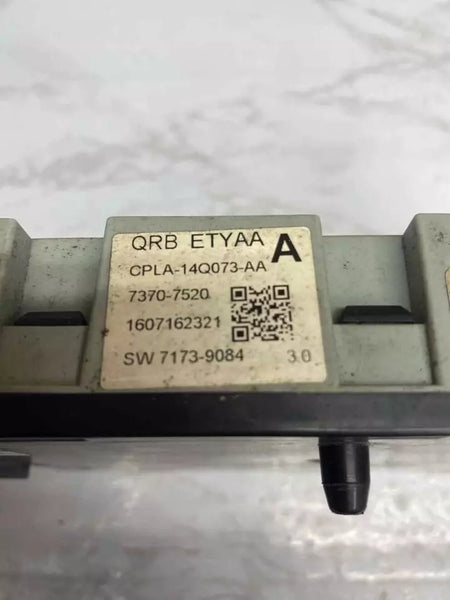 QRB ETYAA A
CPLA-14Q073-AA
7370-7520
1607162321
SW 7173-9084 3.0